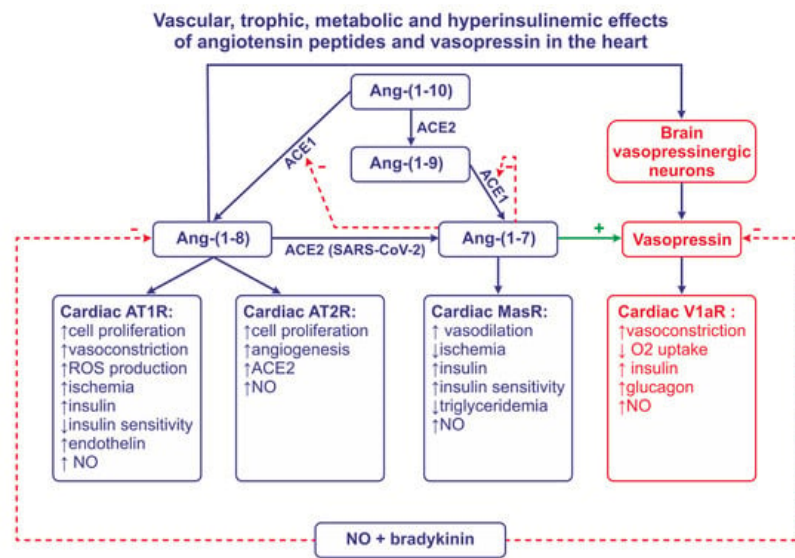 Vascular, trophic, metabolic and hyperinsulinemic effects
of angiotensin peptides and vasopressin in the heart
Ang-(1-10)
ACE2
ACE1
Ang-(1-9)
ACE1
Brain
vasopressinergic
neurons
-
-
-
Ang-(1-8)
ACE2 (SARS-CoV-2)
Ang-(1-7)
+
Vasopressin
-
Cardiac AT1R:
↑cell proliferation
↑vasoconstriction
↑ROS production
↑ischemia
↑insulin
↓insulin sensitivity
↑endothelin
↑ NO
Cardiac AT2R:
↑cell proliferation
↑angiogenesis
↑ACE2
↑NO
Cardiac MasR:
↑ vasodilation
↓ischemia
↑insulin
↑insulin sensitivity
↓triglyceridemia
↑NO
Cardiac V1aR :
↑vasoconstriction
↓ O2 uptake
↑ insulin
↑glucagon
↑NO
NO + bradykinin